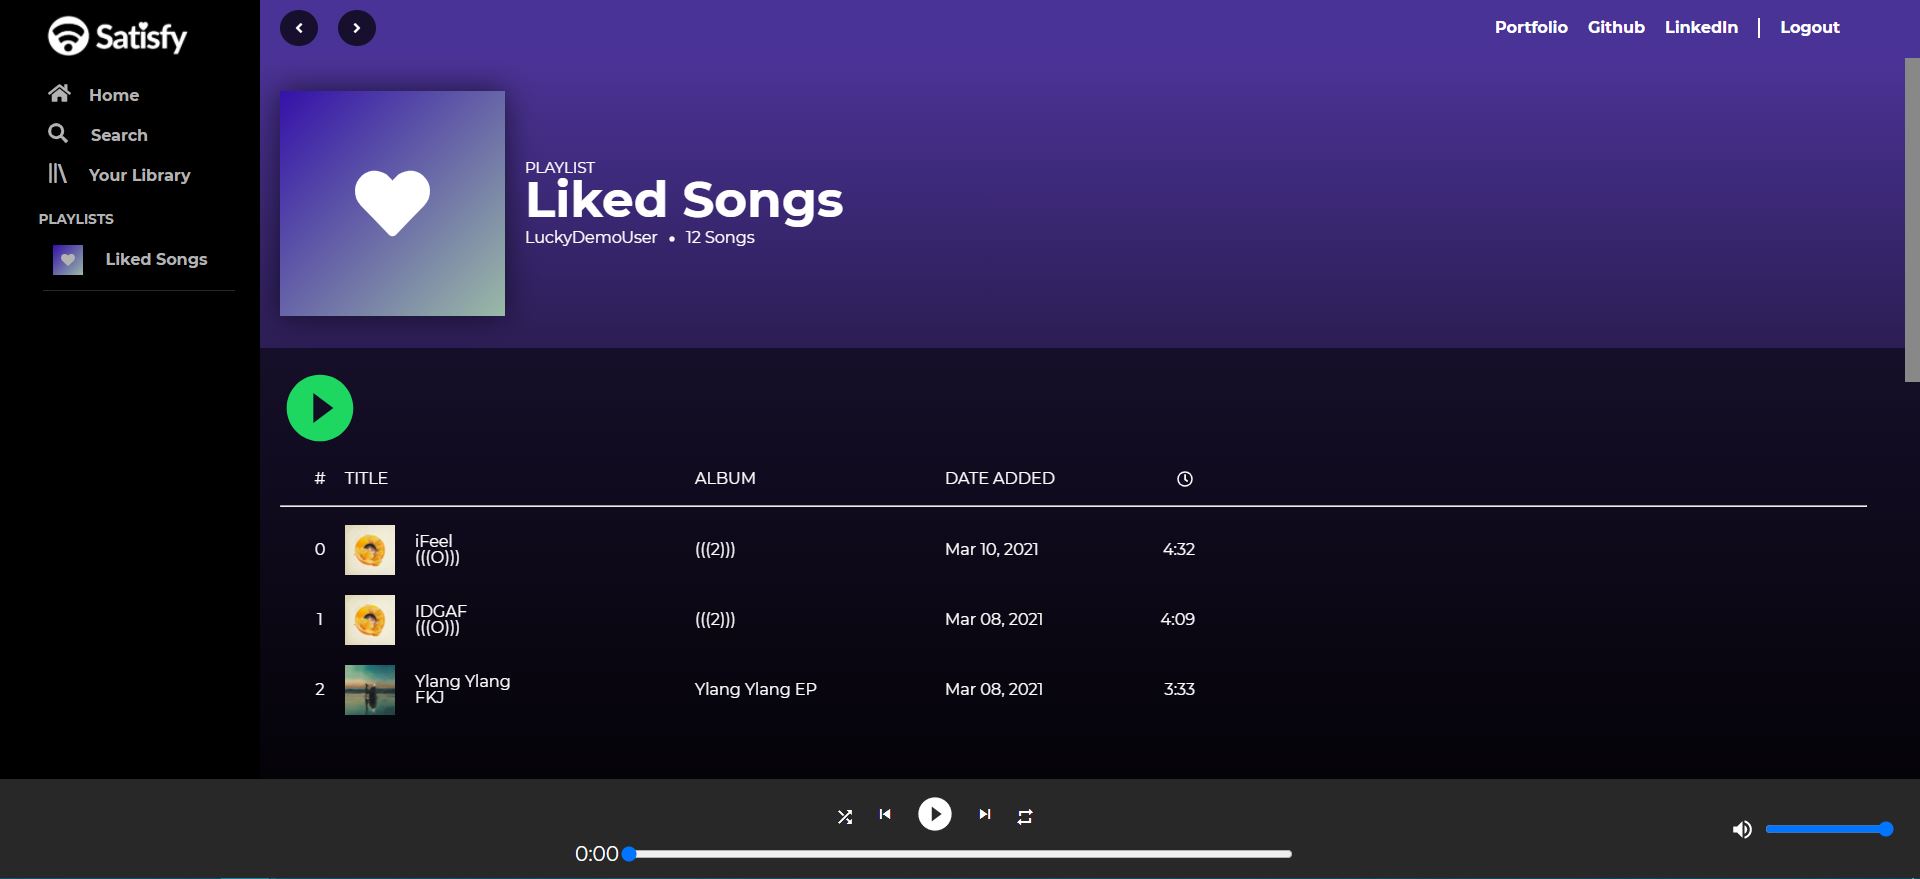 Satisfy
Home
Search
Your Library
PLAYLISTS
Liked Songs
Portfolio Github LinkedIn | Logout
PLAYLIST
Liked Songs
LuckyDemoUser • 12 Songs
# TITLE ALBUM DATE ADDED
0 iFeel (((2))) Mar 10, 2021 4:32
(((O)))
1 IDGAF (((2))) Mar 08, 2021 4:09
(((O)))
2 Ylang Ylang Ylang Ylang EP Mar 08, 2021 3:33
FKJ
0:00